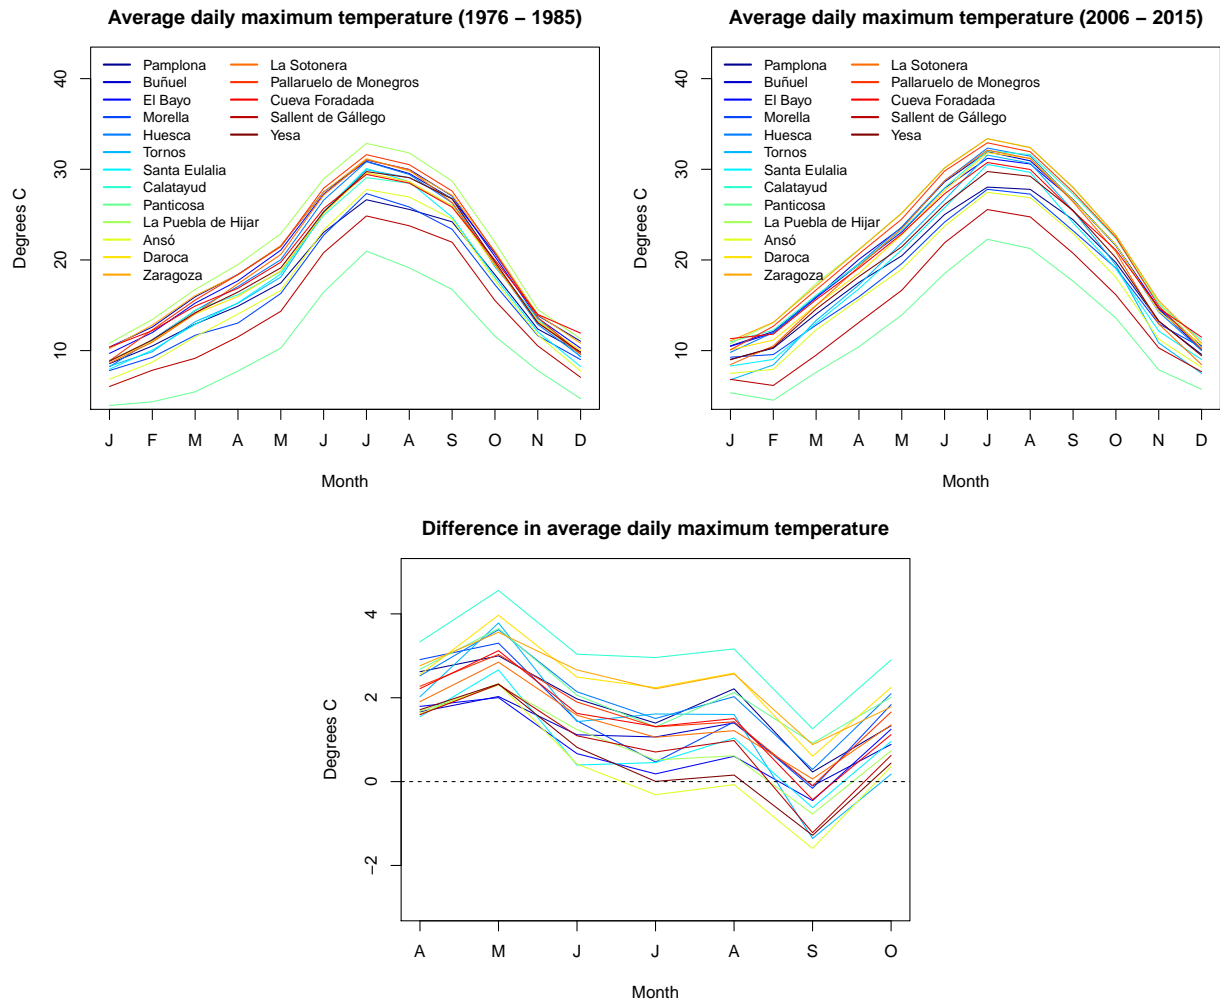 Average daily maximum temperature (1976 − 1985)
Degrees C
40
30
20
10
Pamplona
Buñuel
El Bayo
Morella
Huesca
Tornos
Santa Eulalia
Calatayud
Panticosa
La Puebla de Hijar
Ansó
Daroca
Zaragoza
La Sotonera
Pallaruelo de Monegros
Cueva Foradada
Sallent de Gállego
Yesa
J F M A M J J A S O N D
Month
Average daily maximum temperature (2006 − 2015)
Degrees C
40
30
20
10
Pamplona
Buñuel
El Bayo
Morella
Huesca
Tornos
Santa Eulalia
Calatayud
Panticosa
La Puebla de Hijar
Ansó
Daroca
Zaragoza
La Sotonera
Pallaruelo de Monegros
Cueva Foradada
Sallent de Gállego
Yesa
J F M A M J J A S O N D
Month
Difference in average daily maximum temperature
Degrees C
4
2
0
−2
A M J J A S O
Month